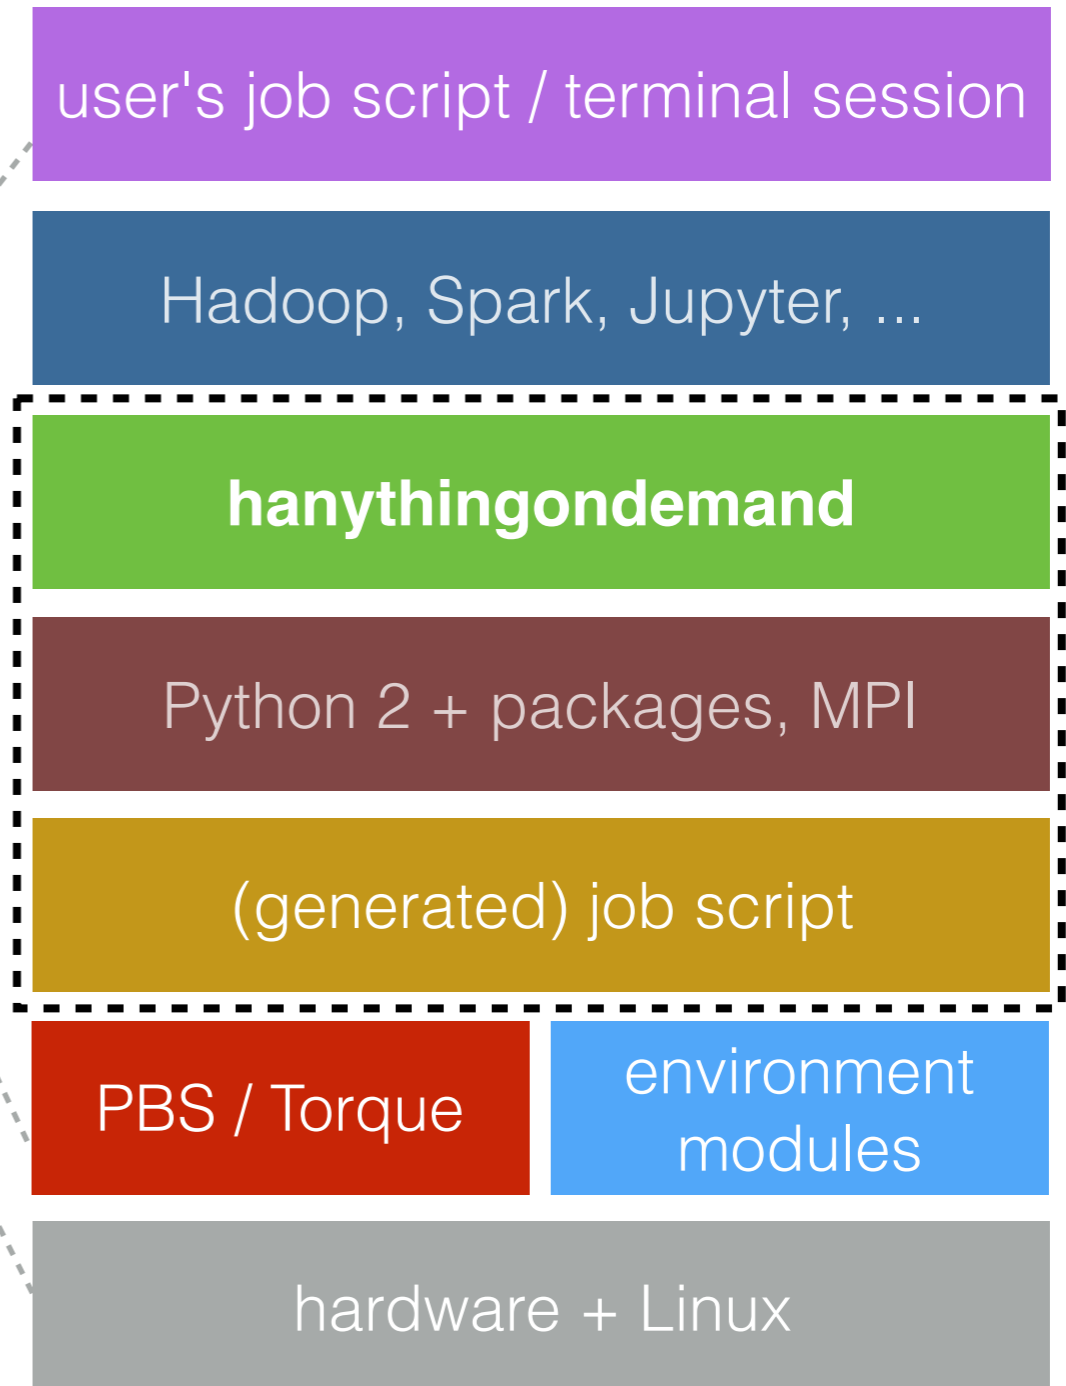 user's job script / terminal session
Hadoop, Spark, Jupyter, ...
hanythingondemand
Python 2 + packages, MPI
(generated) job script
PBS / Torque
environment
modules
hardware + Linux